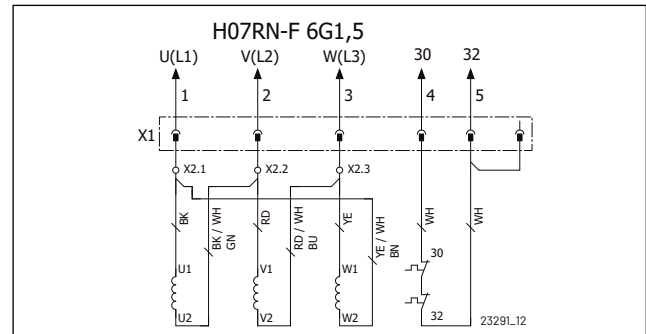 H07RN-F 6G1,5
U(L1) V(L2) W(L3) 30 32
1 2 3 4 5
X1
X2.1 X2.2 X2.3
BK BK / WH GN RD RD / WH BU YE YE / WH BN WH WH
U1 V1 W1 30
U2 V2 W2 32
23291_12